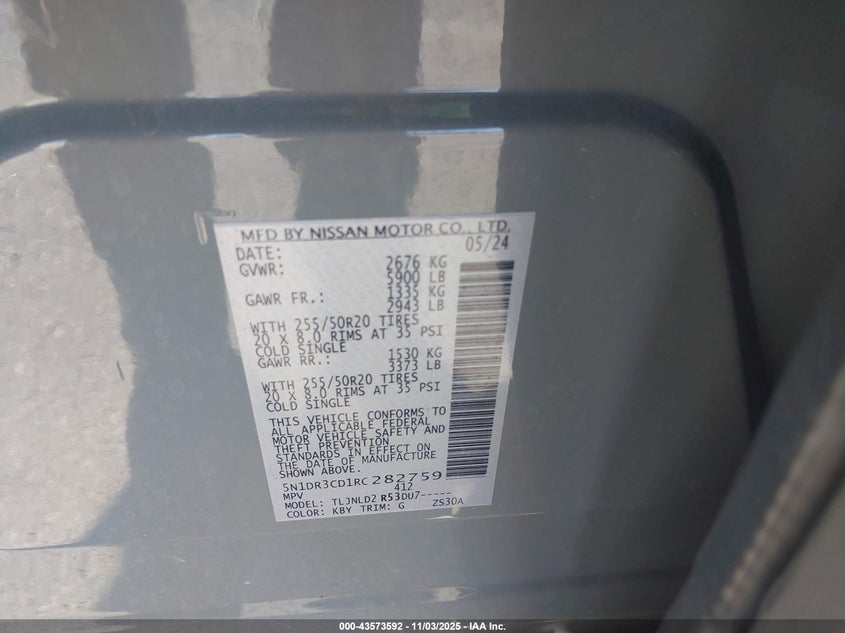 MFD BY NISSAN MOTOR CO., LTD.
DATE: 05/24
GVWR: 2676 KG
5900 LB
GAWR FR.: 1335 KG
2943 LB
WITH 255/50R20 TIRES
20 X 8.0 RIMS AT 35 PSI
COLD SINGLE
GAWR RR.: 1530 KG
3373 LB
WITH 255/50R20 TIRES
20 X 8.0 RIMS AT 35 PSI
COLD SINGLE
THIS VEHICLE CONFORMS TO
ALL APPLICABLE FEDERAL
MOTOR VEHICLE SAFETY AND
THEFT PREVENTION
STANDARDS IN EFFECT ON
THE DATE OF MANUFACTURE
SHOWN ABOVE.
5N1DR3CD1RC282759
MPV 412
MODEL: TLJNLD2 R53DU7-----
COLOR: KBY TRIM: G ZS30A
000-43573592 - 11/03/2025 - IAA Inc.